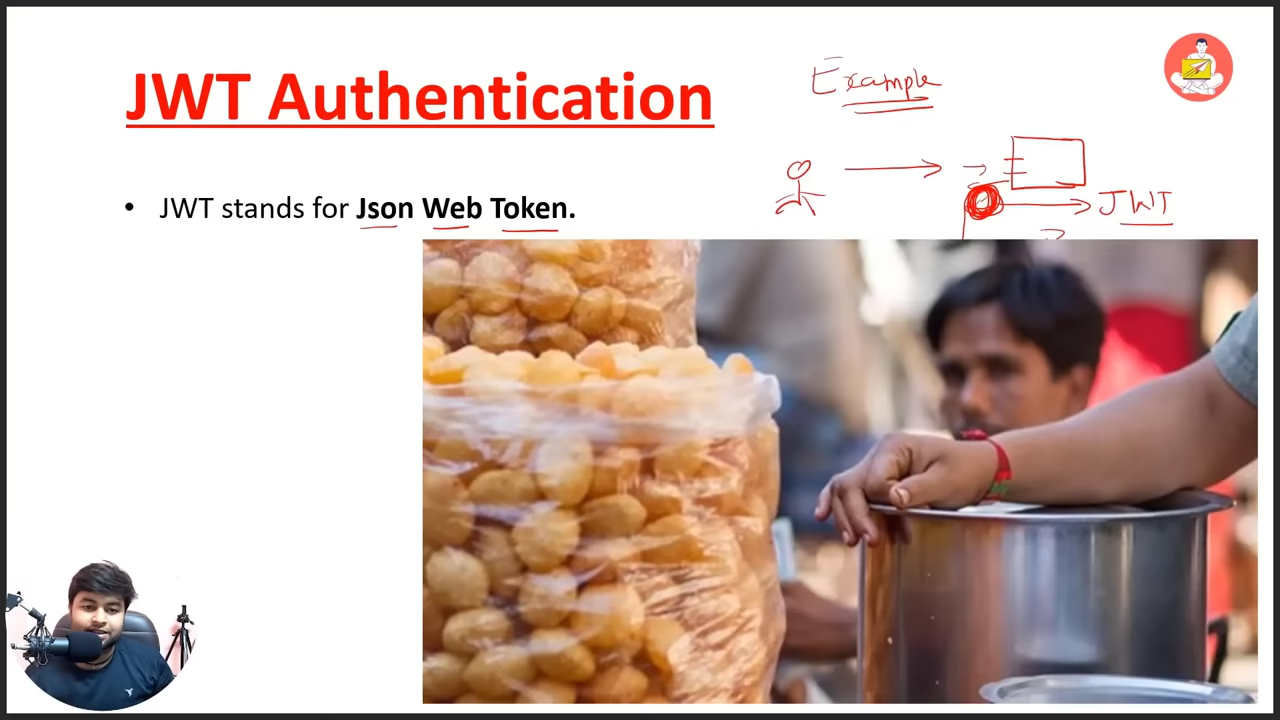 JWT Authentication
Example
• JWT stands for Json Web Token.
JWT